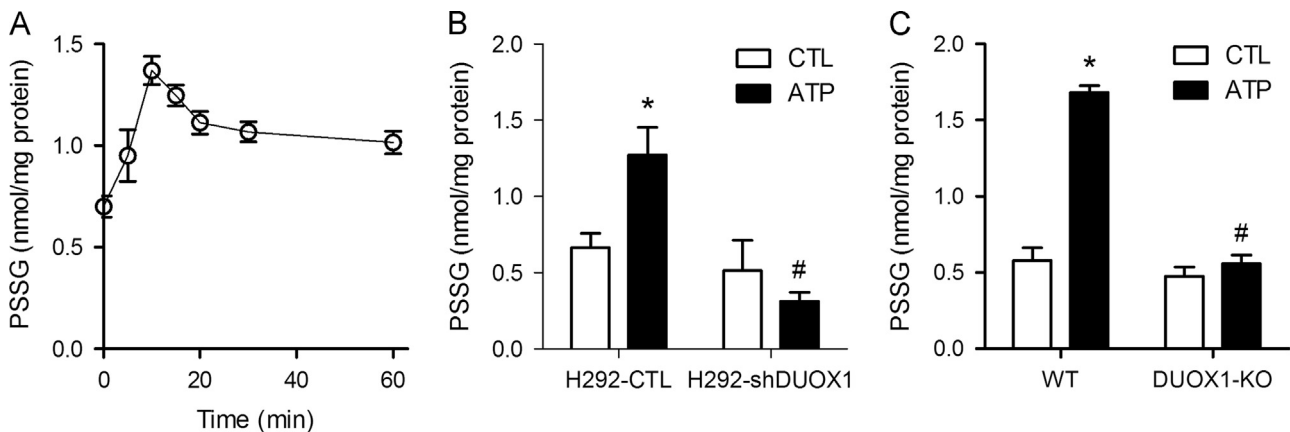 A
PSSG (nmol/mg protein)
1.5
1.0
0.5
0.0
0 20 40 60
Time (min)
B
PSSG (nmol/mg protein)
2.0
1.5
1.0
0.5
0.0
CTL
ATP
*
#
H292-CTL H292-shDUOX1
C
PSSG (nmol/mg protein)
2.0
1.5
1.0
0.5
0.0
CTL
ATP
*
#
WT DUOX1-KO